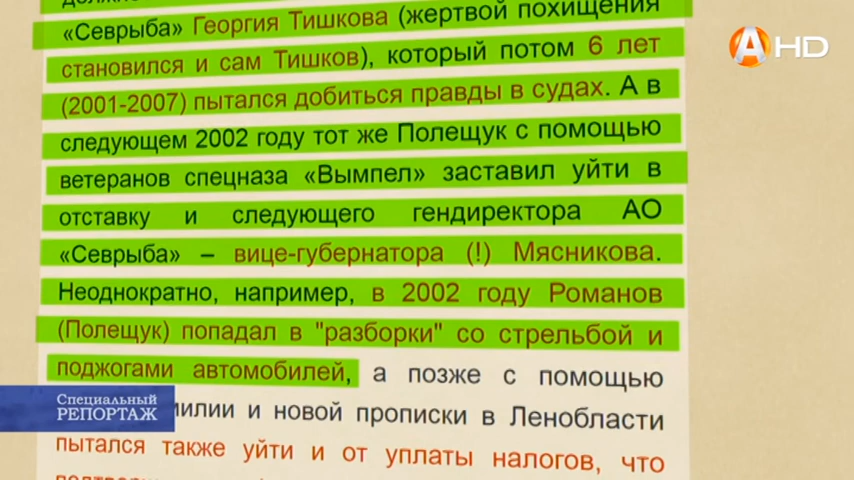 «Севрыба» Георгия Тишкова (жертвой похищения
становился и сам Тишков), который потом 6 лет
(2001-2007) пытался добиться правды в судах. А в
следующем 2002 году тот же Полещук с помощью
ветеранов спецназа «Вымпел» заставил уйти в
отставку и следующего гендиректора АО
«Севрыба» – вице-губернатора (!) Мясникова.
Неоднократно, например, в 2002 году Романов
(Полещук) попадал в "разборки" со стрельбой и
поджогами автомобилей, а позже с помощью
и новой прописки в Ленобласти
пытался также уйти и от уплаты налогов, что
А HD
Специальный
РЕПОРТАЖ